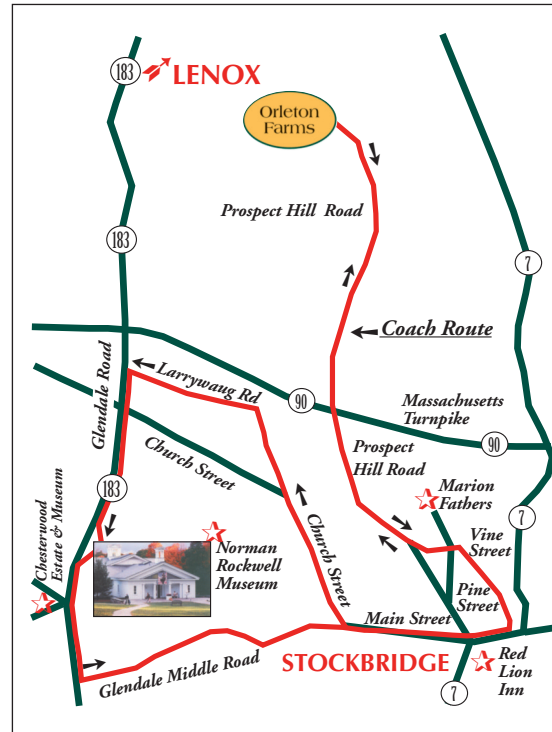 183
LENOX
Orleton
Farms
Prospect Hill Road
183
7
Coach Route
Larrywaug Rd
Glendale Road
90
Massachusetts
Turnpike
90
Church Street
Prospect
Hill Road
183
Marion
Fathers
Chesterwood
Estate & Museum
Norman
Rockwell
Museum
Church Street
7
Vine
Street
Pine
Street
Main Street
STOCKBRIDGE
Red
Lion
Inn
Glendale Middle Road
7